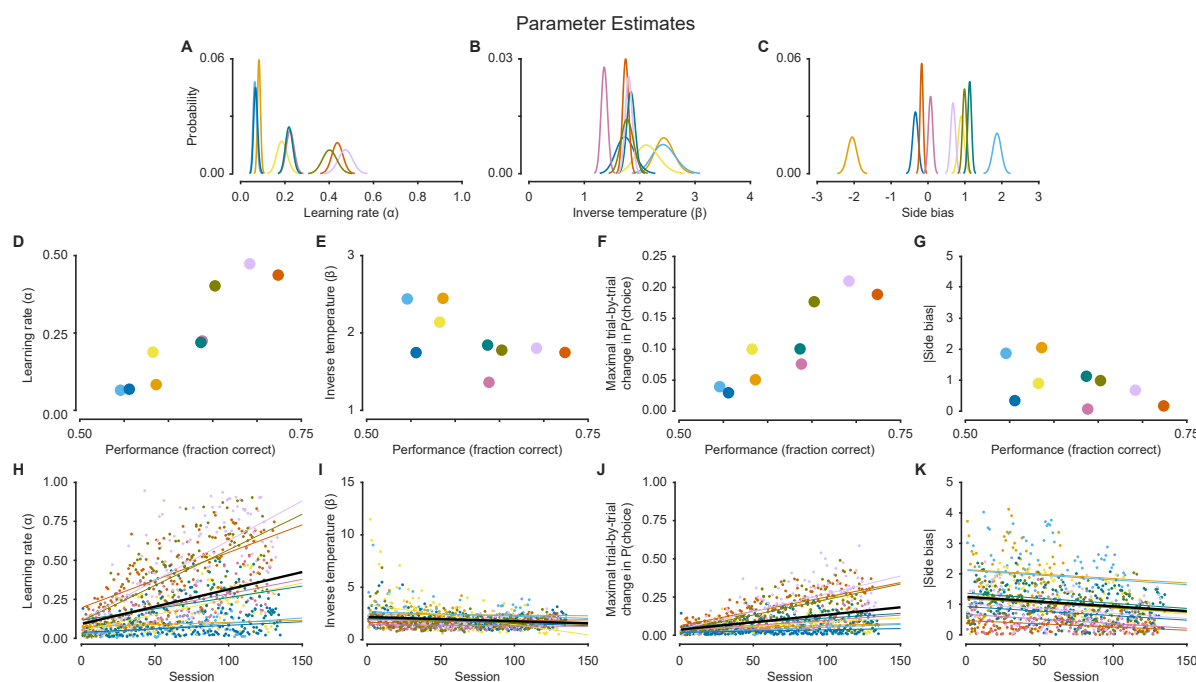 Parameter Estimates
A
B
C
0.06
0.00
Probability
0.0
0.2
0.4
0.6
0.8
1.0
Learning rate (α)
0.03
0.00
0
1
2
3
4
Inverse temperature (β)
0.06
0.00
-3
-2
-1
0
1
2
3
Side bias
D
E
F
G
0.50
0.25
0.00
Learning rate (α)
0.50
0.75
Performance (fraction correct)
3
2
1
Inverse temperature (β)
0.50
0.75
Performance (fraction correct)
0.25
0.20
0.15
0.10
0.05
0.00
Maximal trial-by-trial
change in P(choice)
0.50
0.75
Performance (fraction correct)
5
4
3
2
1
0
|Side bias|
0.50
0.75
Performance (fraction correct)
H
I
J
K
1.00
0.75
0.50
0.25
0.00
Learning rate (α)
0
50
100
150
Session
15
10
5
0
Inverse temperature (β)
0
50
100
150
Session
1.00
0.75
0.50
0.25
0.00
Maximal trial-by-trial
change in P(choice)
0
50
100
150
Session
5
4
3
2
1
0
|Side bias|
0
50
100
150
Session